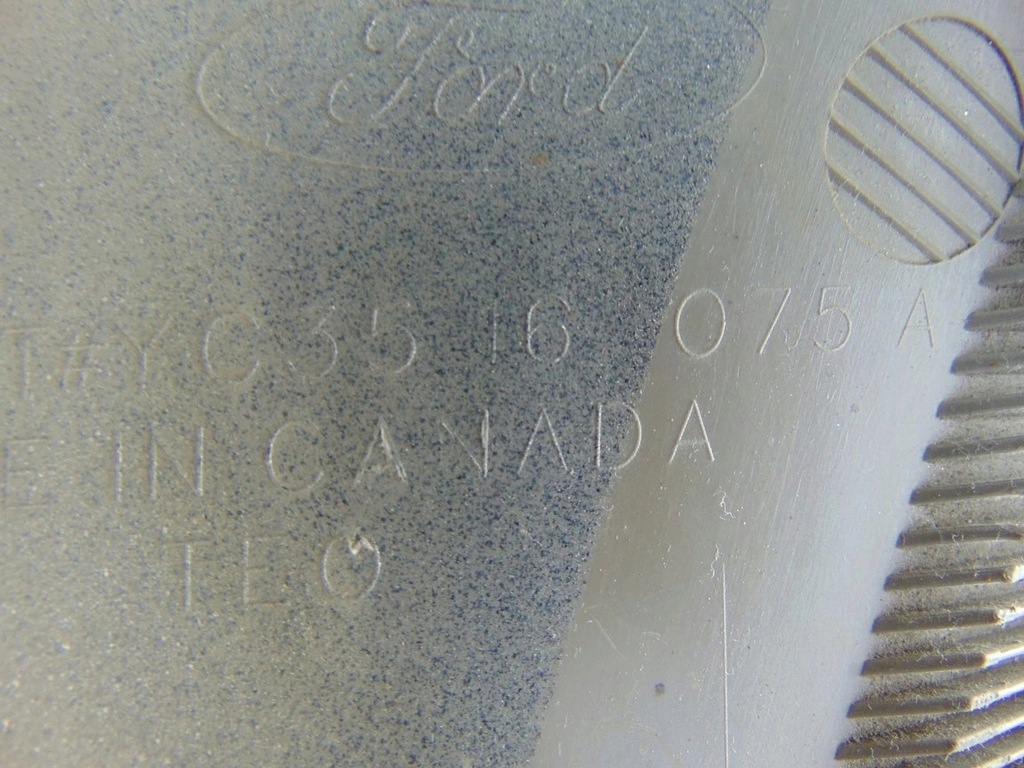 Ford
T#YC35 16 075 A
E IN CANADA
TEO